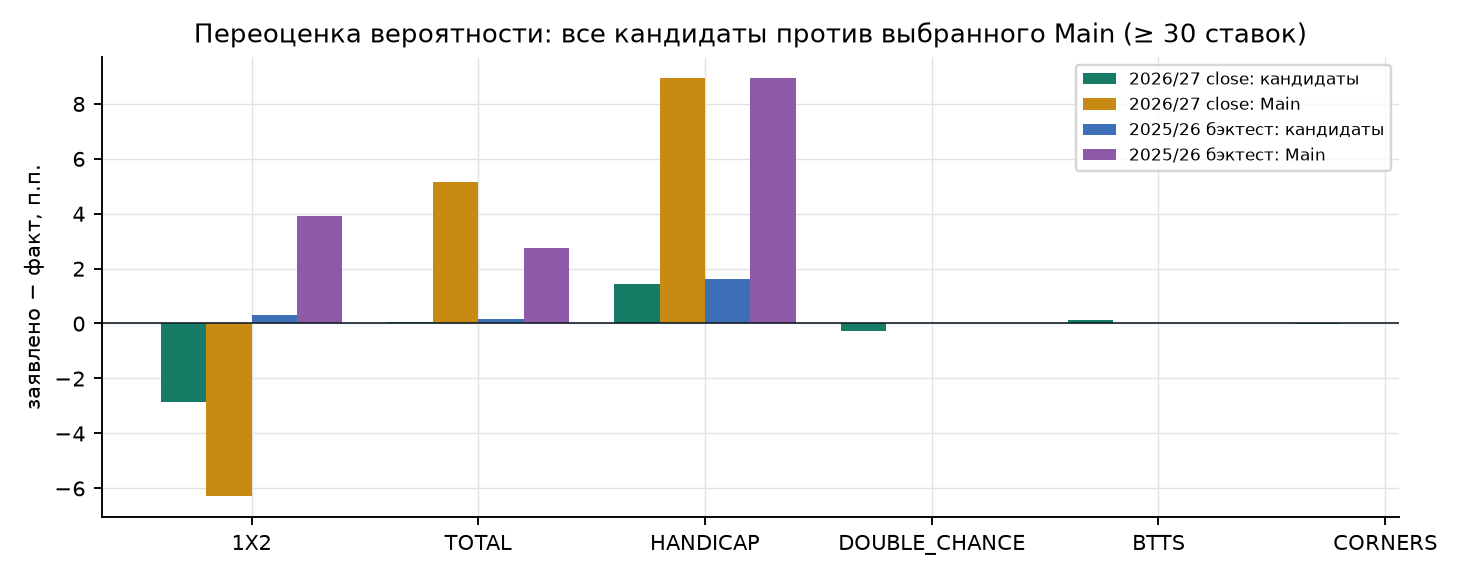 Переоценка вероятности: все кандидаты против выбранного Main (≥ 30 ставок)
2026/27 close: кандидаты
2026/27 close: Main
2025/26 бэктест: кандидаты
2025/26 бэктест: Main
заявлено − факт, п.п.
8
6
4
2
0
−2
−4
−6
1X2 TOTAL HANDICAP DOUBLE_CHANCE BTTS CORNERS